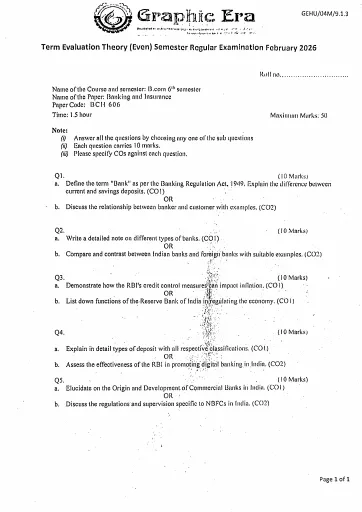 GEHU/04M/9.1.3
Graphic Era
Term Evaluation Theory (Even) Semester Regular Examination February 2026
Roll no..............................
Name of the Course and semester: B.com 6th semester
Name of the Paper: Banking and Insurance
Paper Code: BCH 606
Time: 1.5 hour Maximum Marks: 50
Note:
(i) Answer all the questions by choosing any one of the sub questions
(ii) Each question carries 10 marks.
(iii) Please specify COs against each question.
Q1. (10 Marks)
a. Define the term "Bank" as per the Banking Regulation Act, 1949. Explain the difference between
current and savings deposits. (CO1)
OR
b. Discuss the relationship between banker and customer with examples. (CO2)
Q2. (10 Marks)
a. Write a detailed note on different types of banks. (CO1)
OR
b. Compare and contrast between Indian banks and foreign banks with suitable examples. (CO2)
Q3. (10 Marks)
a. Demonstrate how the RBI's credit control measures can impact inflation. (CO1)
OR
b. List down functions of the Reserve Bank of India in regulating the economy. (CO1)
Q4. (10 Marks)
a. Explain in detail types of deposit with all respective classifications. (CO1)
OR
b. Assess the effectiveness of the RBI in promoting digital banking in India. (CO2)
Q5. (10 Marks)
a. Elucidate on the Origin and Development of Commercial Banks in India. (CO1)
OR
b. Discuss the regulations and supervision specific to NBFCs in India. (CO2)
Page 1 of 1